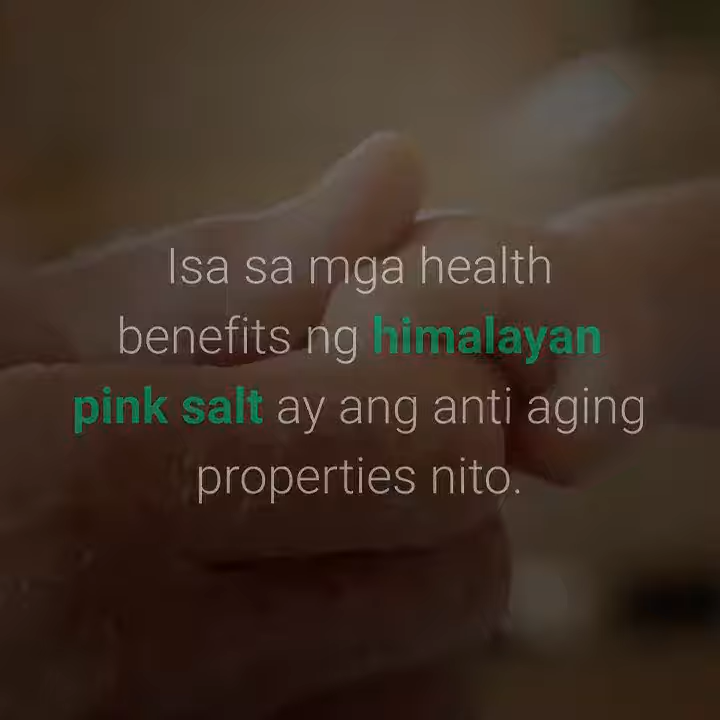 Isa sa mga health
benefits ng himalayan
pink salt ay ang anti aging
properties nito.